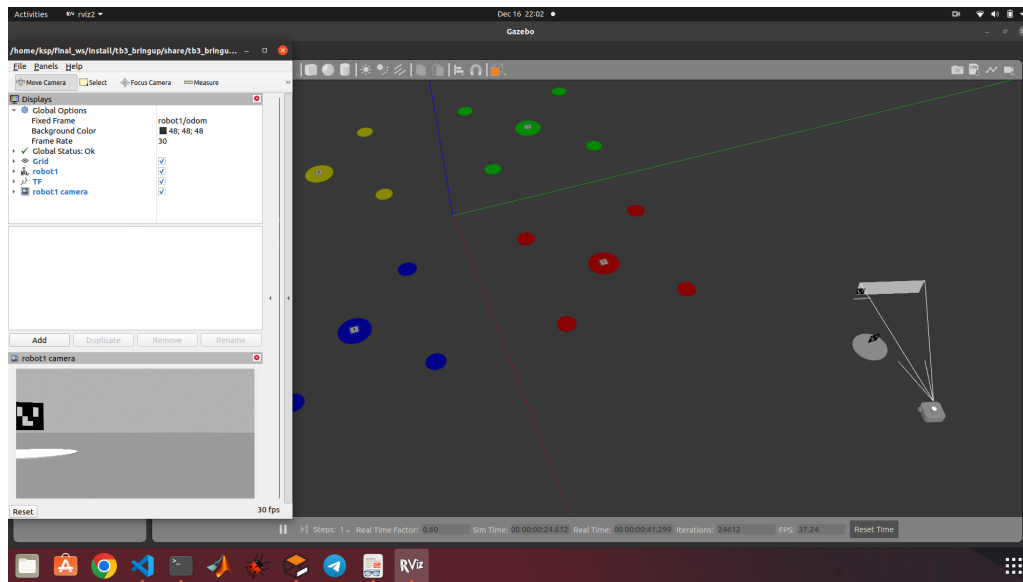 Activities
rviz2
Dec 16 22:02
Gazebo
/home/ksp/final_ws/install/tb3_bringup/share/tb3_bringu...
File Panels Help
Move Camera Select Focus Camera Measure
Displays
Global Options
Fixed Frame robot1/odom
Background Color 48; 48; 48
Frame Rate 30
Global Status: Ok
Grid
robot1
TF
robot1 camera
Add Duplicate Remove Rename
robot1 camera
Reset 30 fps
Steps: 1 Real Time Factor: 0.60 Sim Time: 00 00:00:24.612 Real Time: 00 00:00:41.299 Iterations: 24612 FPS: 37.24 Reset Time
RViz